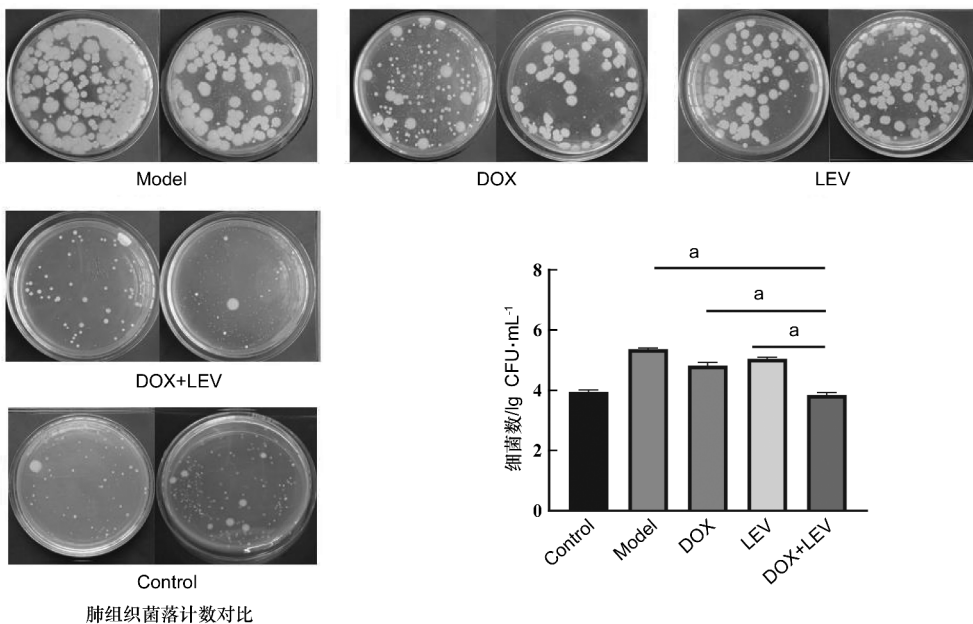 Model
DOX
LEV
DOX+LEV
Control
肺组织菌落计数对比
细菌数/lg CFU·mL⁻¹
8
6
4
2
0
a
a
a
Control
Model
DOX
LEV
DOX+LEV